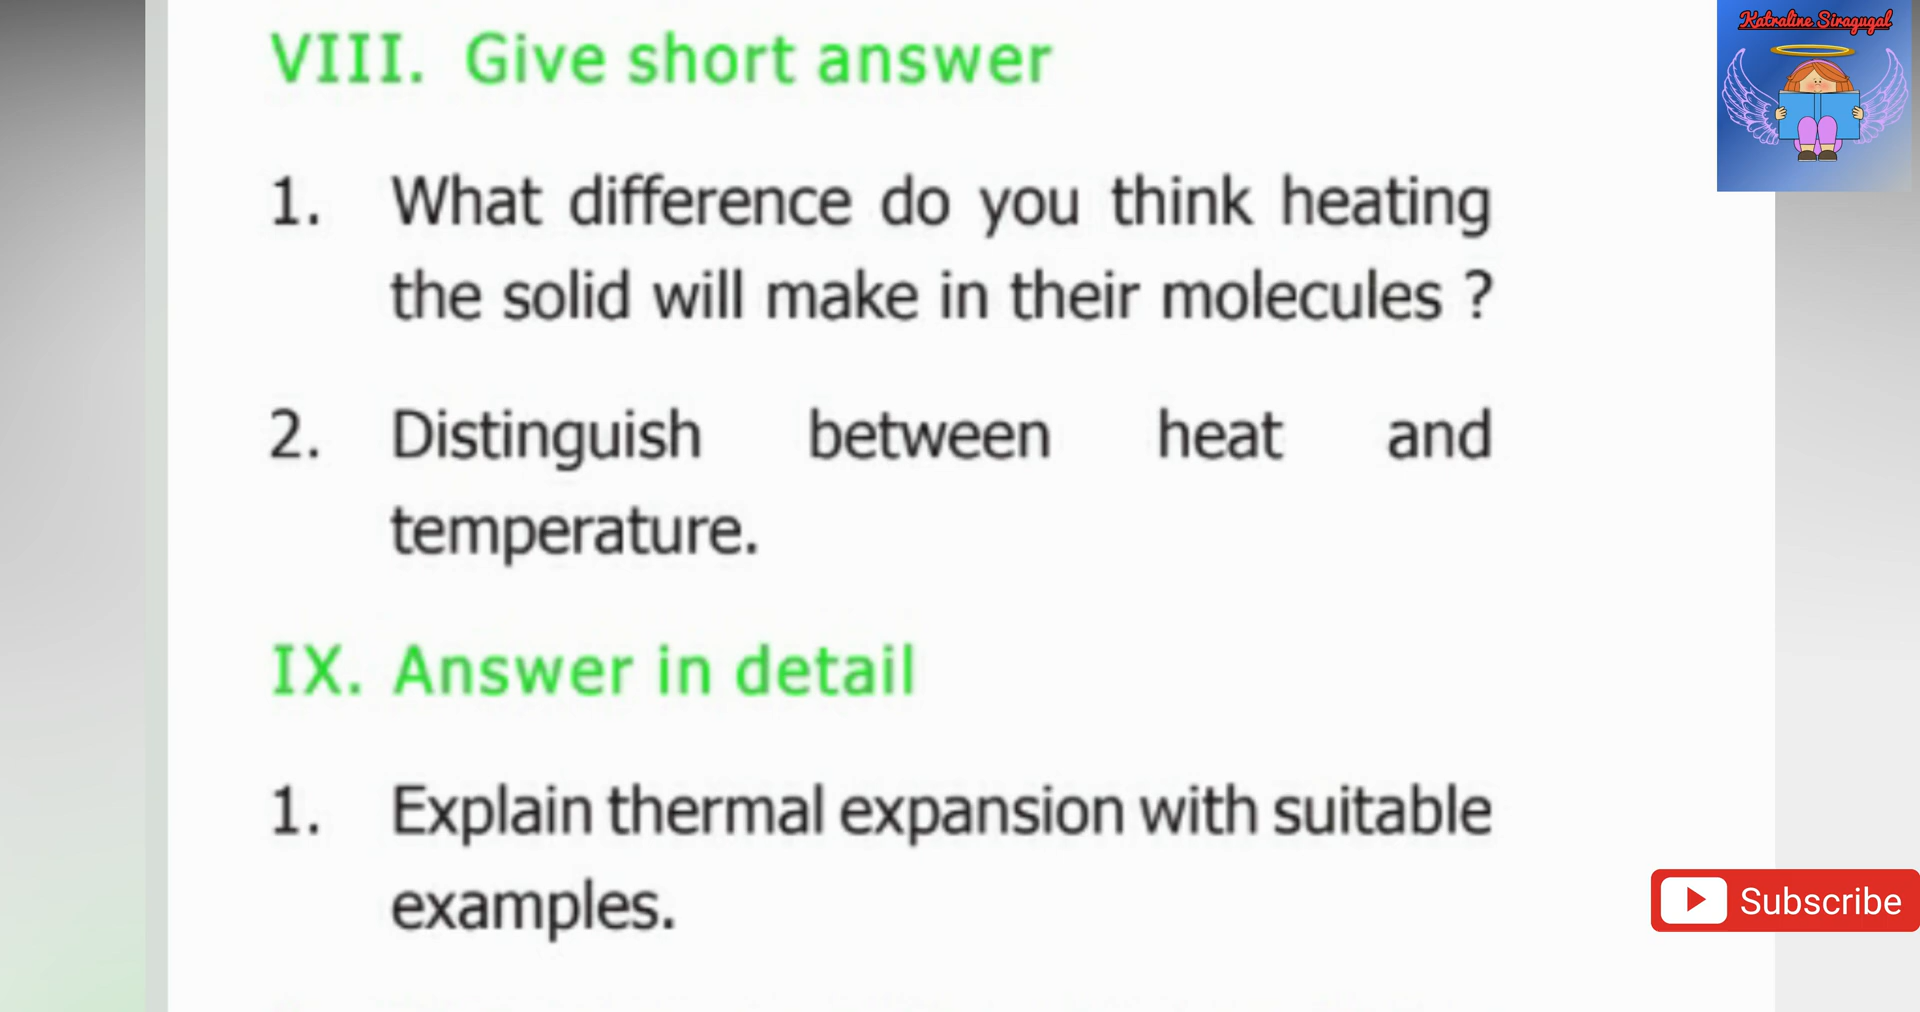 Katraline Siragugal
VIII. Give short answer
1. What difference do you think heating
the solid will make in their molecules ?
2. Distinguish between heat and
temperature.
IX. Answer in detail
1. Explain thermal expansion with suitable
examples.
Subscribe